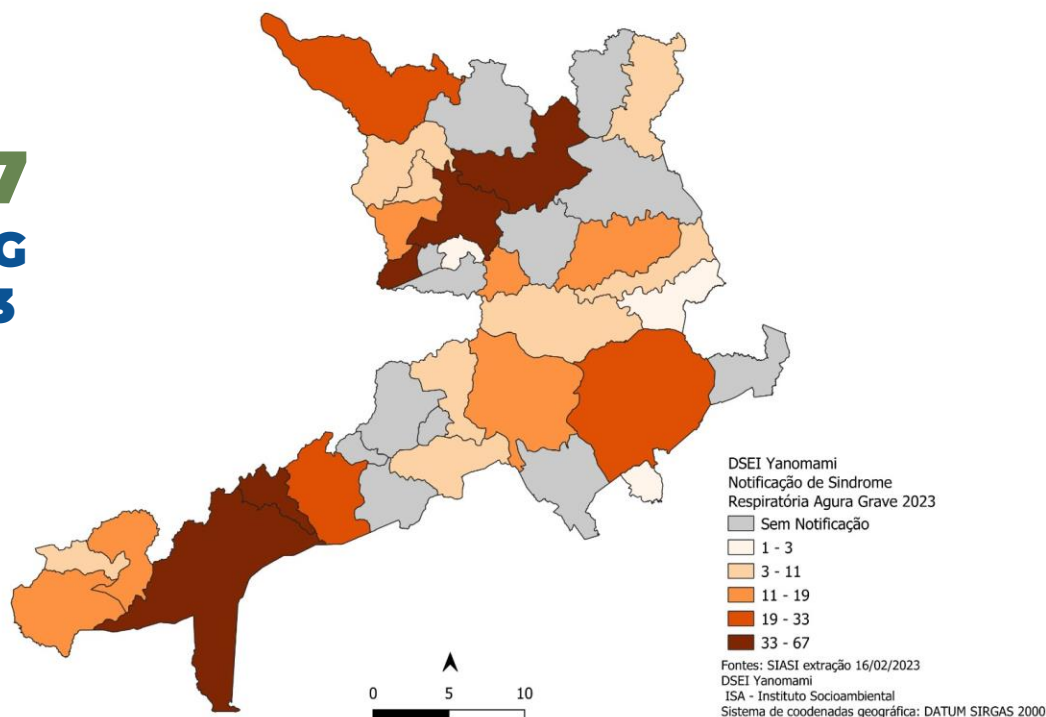 7
G
3
DSEI Yanomami
Notificação de Sindrome
Respiratória Agura Grave 2023
Sem Notificação
1 - 3
3 - 11
11 - 19
19 - 33
33 - 67
Fontes: SIASI extração 16/02/2023
DSEI Yanomami
ISA - Instituto Socioambiental
Sistema de coodenadas geográfica: DATUM SIRGAS 2000
0 5 10